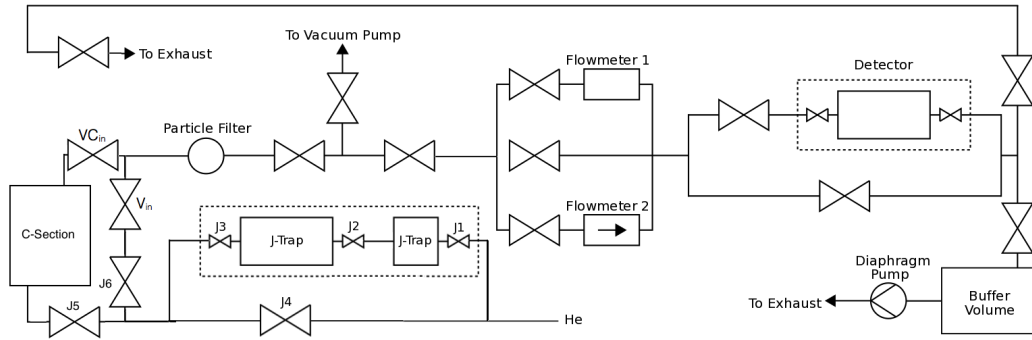 To Vacuum Pump
To Exhaust
Flowmeter 1
Detector
Particle Filter
VCin
Vin
C-Section
J3
J2
J1
J-Trap
J-Trap
Flowmeter 2
J6
J5
J4
He
Diaphragm
Pump
To Exhaust
Buffer
Volume